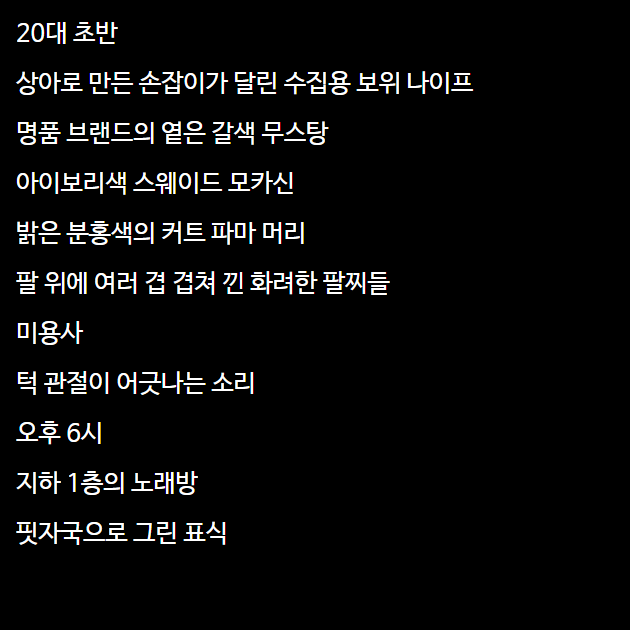 20대 초반
상아로 만든 손잡이가 달린 수집용 보위 나이프
명품 브랜드의 옅은 갈색 무스탕
아이보리색 스웨이드 모카신
밝은 분홍색의 커트 파마 머리
팔 위에 여러 겹 겹쳐 낀 화려한 팔찌들
미용사
턱 관절이 어긋나는 소리
오후 6시
지하 1층의 노래방
핏자국으로 그린 표식